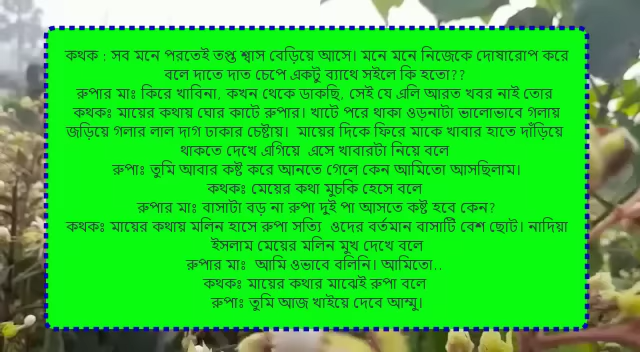 কথক : সব মনে পরতেই তপ্ত শ্বাস বেড়িয়ে আসে। মনে মনে নিজেকে দোষারোপ করে
বলে দাতে দাত চেপে একটু ব্যাথে সইলে কি হতো??
রুপার মাঃ কিরে খাবিনা, কখন থেকে ডাকছি, সেই যে এলি আরত খবর নাই তোর
কথকঃ মায়ের কথায় ঘোর কাটে রুপার। খাটে পরে থাকা ওড়নাটা ভালোভাবে গলায়
জড়িয়ে গলার লাল দাগ ঢাকার চেষ্টায়। মায়ের দিকে ফিরে মাকে খাবার হাতে দাঁড়িয়ে
থাকতে দেখে এগিয়ে এসে খাবারটা নিয়ে বলে
রুপাঃ তুমি আবার কষ্ট করে আনতে গেলে কেন আমিতো আসছিলাম।
কথকঃ মেয়ের কথা মুচকি হেসে বলে
রুপার মাঃ বাসাটা বড় না রুপা দুই পা আসতে কষ্ট হবে কেন?
কথকঃ মায়ের কথায় মলিন হাসে রুপা সত্যি ওদের বর্তমান বাসাটি বেশ ছোট। নাদিয়া
ইসলাম মেয়ের মলিন মুখ দেখে বলে
রুপার মাঃ আমি ওভাবে বলিনি। আমিতো..
কথকঃ মায়ের কথার মাঝেই রুপা বলে
রুপাঃ তুমি আজ খাইয়ে দেবে আম্মু।